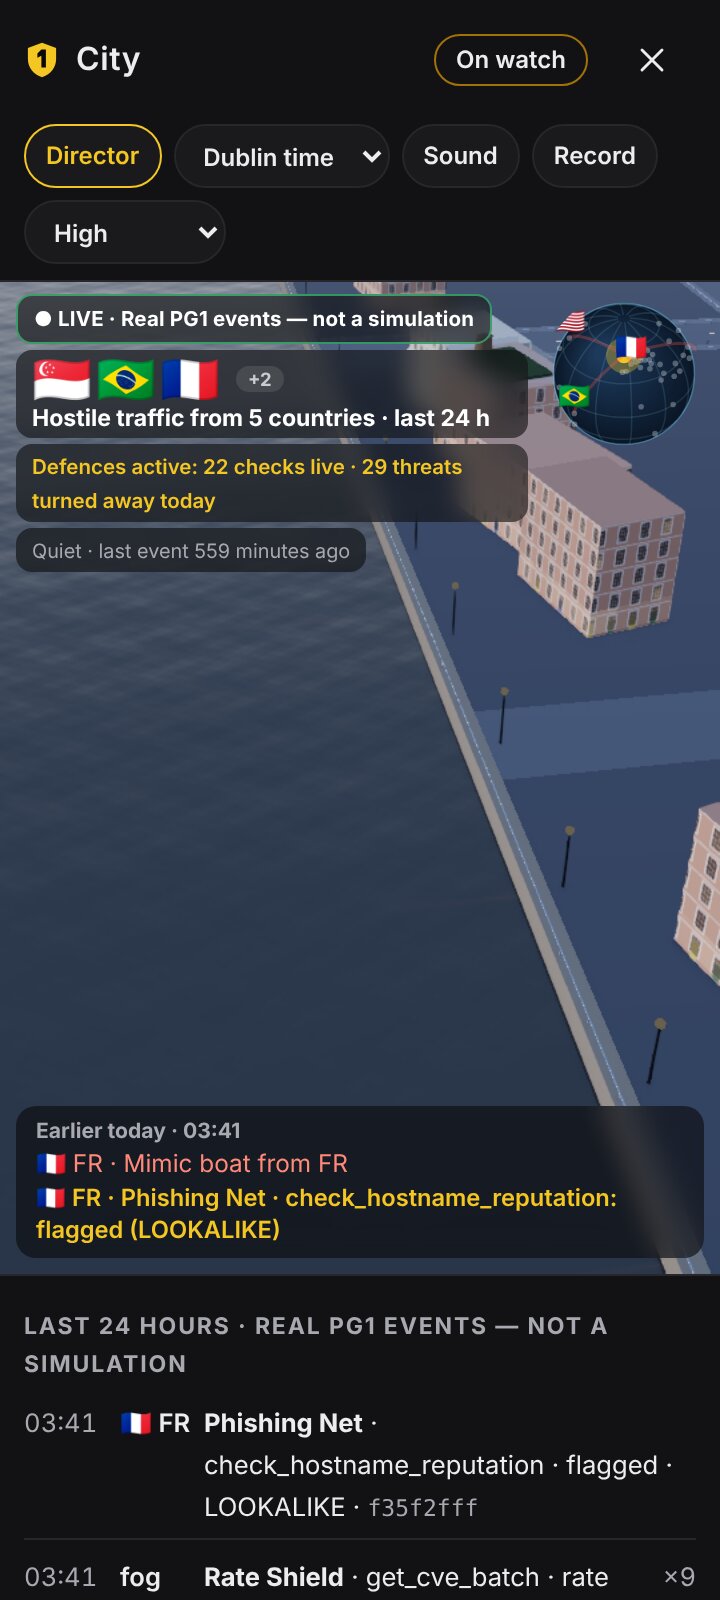 1 City
On watch
Director
Dublin time
Sound
Record
High
LIVE · Real PG1 events — not a simulation
+2
Hostile traffic from 5 countries · last 24 h
Defences active: 22 checks live · 29 threats
turned away today
Quiet · last event 559 minutes ago
Earlier today · 03:41
FR · Mimic boat from FR
FR · Phishing Net · check_hostname_reputation:
flagged (LOOKALIKE)
LAST 24 HOURS · REAL PG1 EVENTS — NOT A
SIMULATION
03:41 FR Phishing Net ·
check_hostname_reputation · flagged ·
LOOKALIKE · f35f2fff
03:41 fog Rate Shield · get_cve_batch · rate ×9